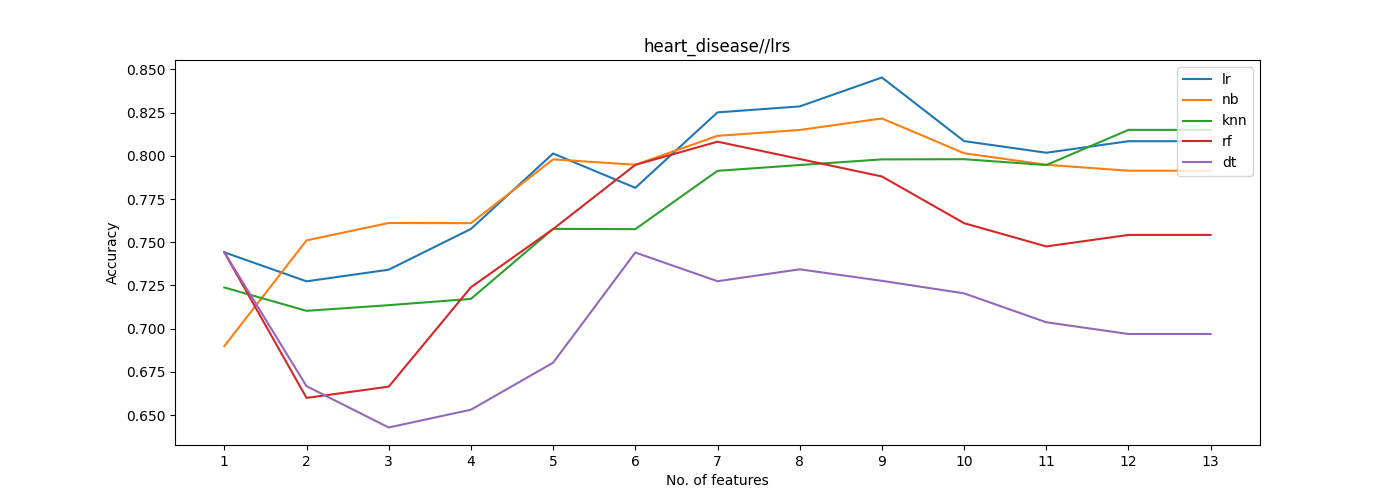 heart_disease//lrs
0.850
0.825
0.800
0.775
0.750
0.725
0.700
0.675
0.650
Accuracy
lr
nb
knn
rf
dt
1 2 3 4 5 6 7 8 9 10 11 12 13
No. of features